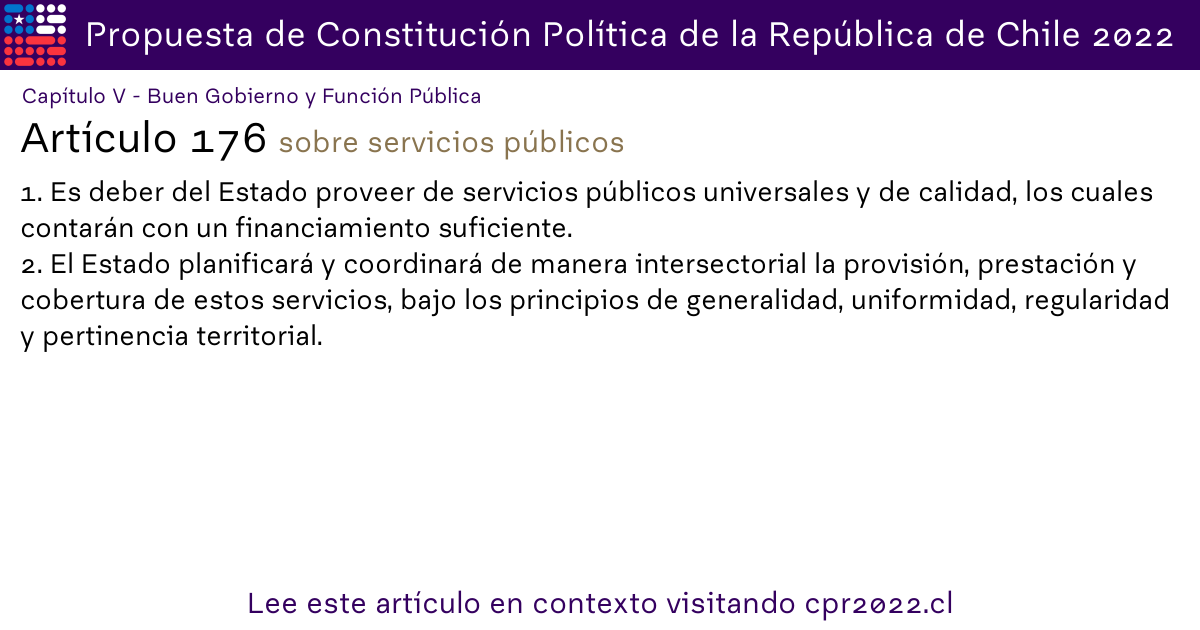 Propuesta de Constitución Política de la República de Chile 2022
Capítulo V - Buen Gobierno y Función Pública
Artículo 176 sobre servicios públicos
1. Es deber del Estado proveer de servicios públicos universales y de calidad, los cuales
contarán con un financiamiento suficiente.
2. El Estado planificará y coordinará de manera intersectorial la provisión, prestación y
cobertura de estos servicios, bajo los principios de generalidad, uniformidad, regularidad
y pertinencia territorial.
Lee este artículo en contexto visitando cpr2022.cl